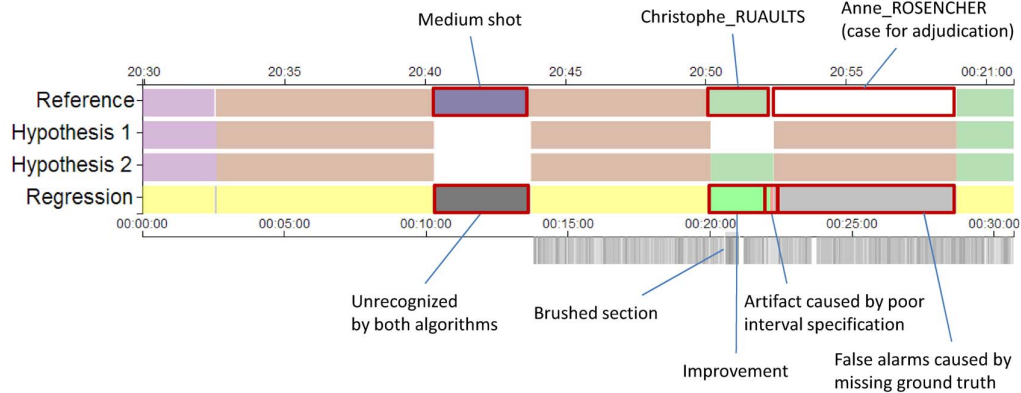 Medium shot
Christophe_RUAULTS
Anne_ROSENCHER
(case for adjudication)
20:30 20:35 20:40 20:45 20:50 20:55 00:21:00
Reference
Hypothesis 1
Hypothesis 2
Regression
00:00:00 00:05:00 00:10:00 00:15:00 00:20:00 00:25:00 00:30:00
Unrecognized
by both algorithms
Brushed section
Improvement
Artifact caused by poor
interval specification
False alarms caused by
missing ground truth